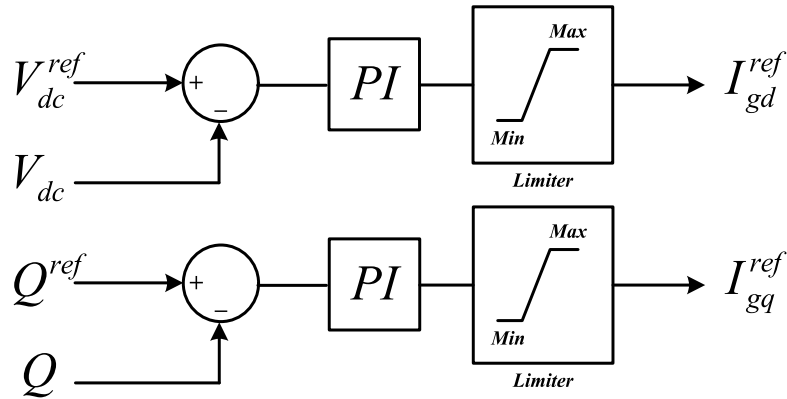 Max
V_dc^ref + − PI I_gd^ref
Min
V_dc
Limiter
Max
Q^ref + − PI I_gq^ref
Min
Q
Limiter